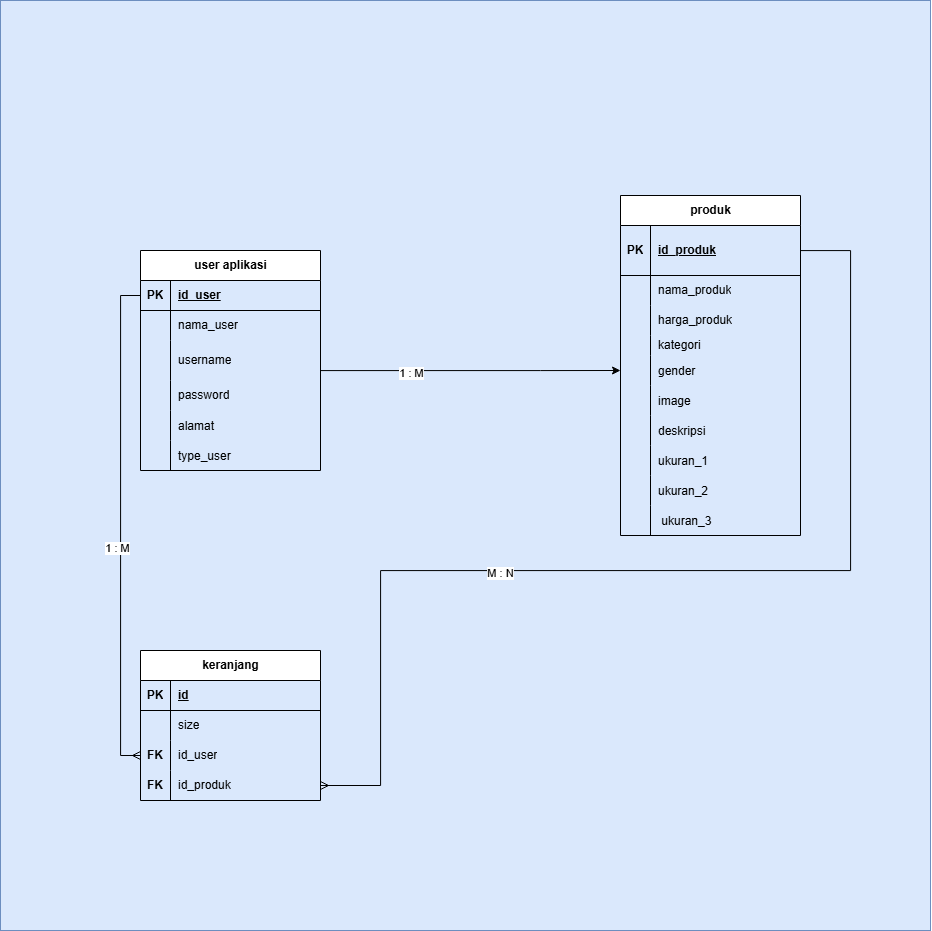 produk
PK id_produk
nama_produk
harga_produk
kategori
gender
image
deskripsi
ukuran_1
ukuran_2
ukuran_3
user aplikasi
PK id_user
nama_user
username
password
alamat
type_user
1 : M
1 : M
M : N
keranjang
PK id
size
FK id_user
FK id_produk